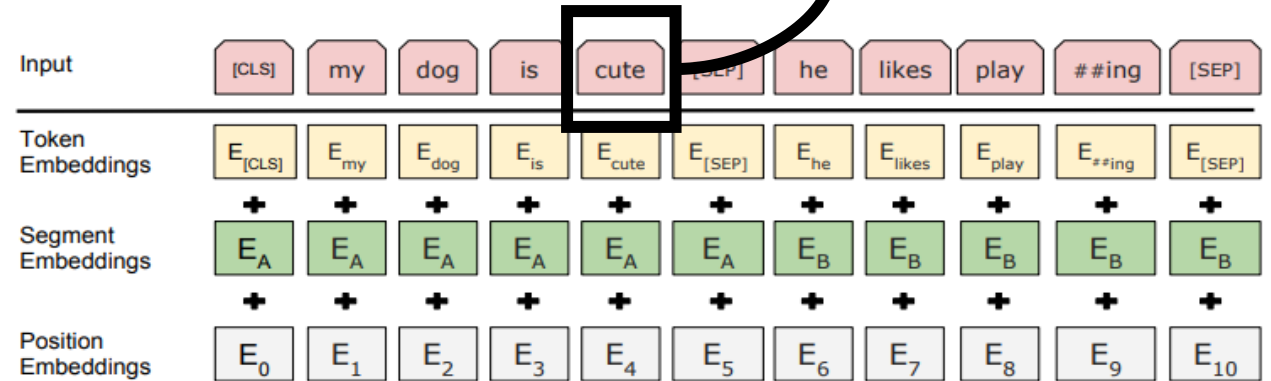 Input [CLS] my dog is cute [SEP] he likes play ##ing [SEP]
Token
Embeddings E[CLS] Emy Edog Eis Ecute E[SEP] Ehe Elikes Eplay E##ing E[SEP]
+ + + + + + + + + + +
Segment
Embeddings EA EA EA EA EA EA EB EB EB EB EB
+ + + + + + + + + + +
Position
Embeddings E0 E1 E2 E3 E4 E5 E6 E7 E8 E9 E10